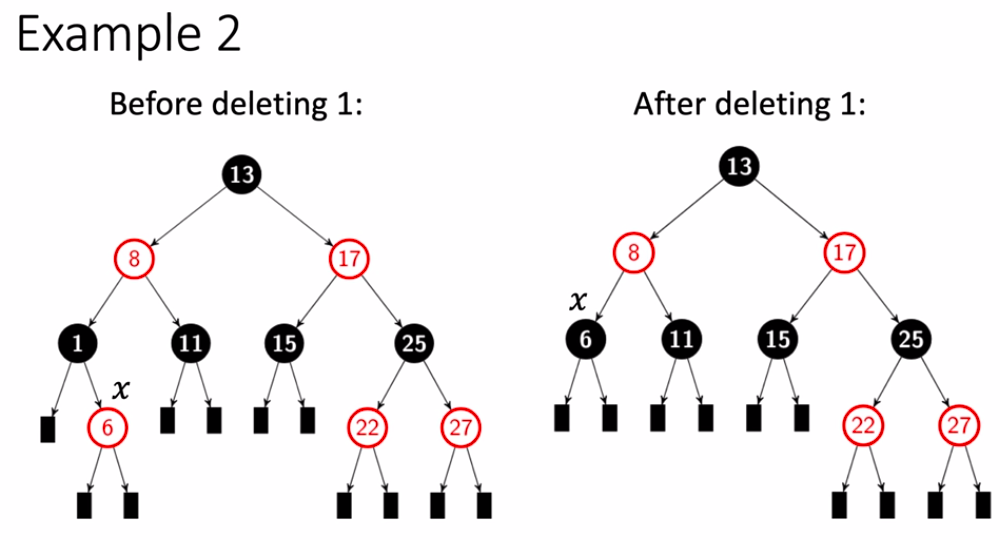 Example 2
Before deleting 1:
13
8 17
1 11 15 25
x
6 22 27
After deleting 1:
13
8 17
x
6 11 15 25
22 27